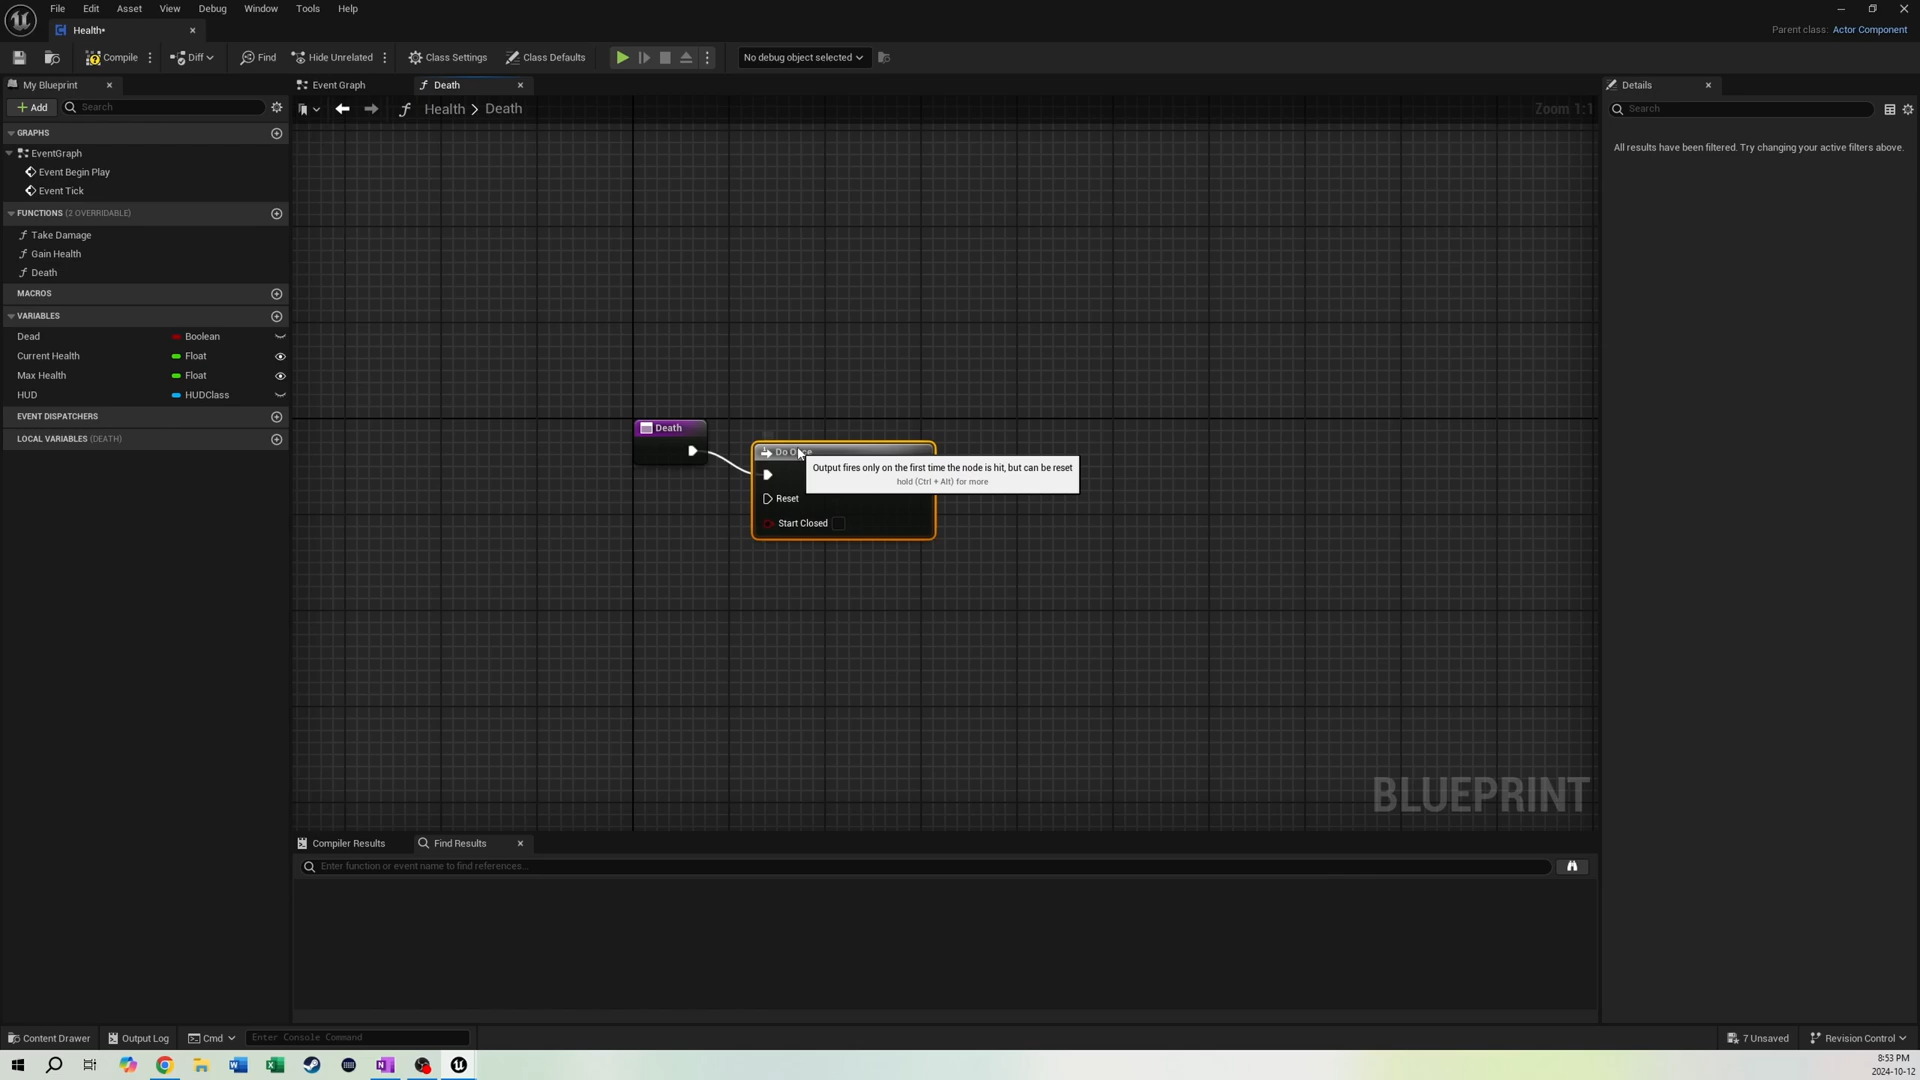 File Edit Asset View Window Debug Tools Help
Health•
Parent class: Actor Component
Compile Diff Find Hide Unrelated Class Settings Class Defaults No debug object selected
My Blueprint
Event Graph
Death
Details
Add
Search
Health > Death
Zoom 1:1
Search
GRAPHS
EventGraph
Event Begin Play
Event Tick
All results have been filtered. Try changing your active filters above.
FUNCTIONS (2 OVERRIDABLE)
Take Damage
Gain Health
Death
MACROS
VARIABLES
Dead Boolean
Current Health Float
Max Health Float
HUD HUDClass
EVENT DISPATCHERS
LOCAL VARIABLES (DEATH)
Death
Output fires only on the first time the node is hit, but can be reset
hold (Ctrl + Alt) for more
Reset
Start Closed
BLUEPRINT
Compiler Results
Find Results
Enter function or event name to find references...
Content Drawer Output Log Cmd Enter Console Command 7 Unsaved Revision Control
8:53 PM
2024-10-12